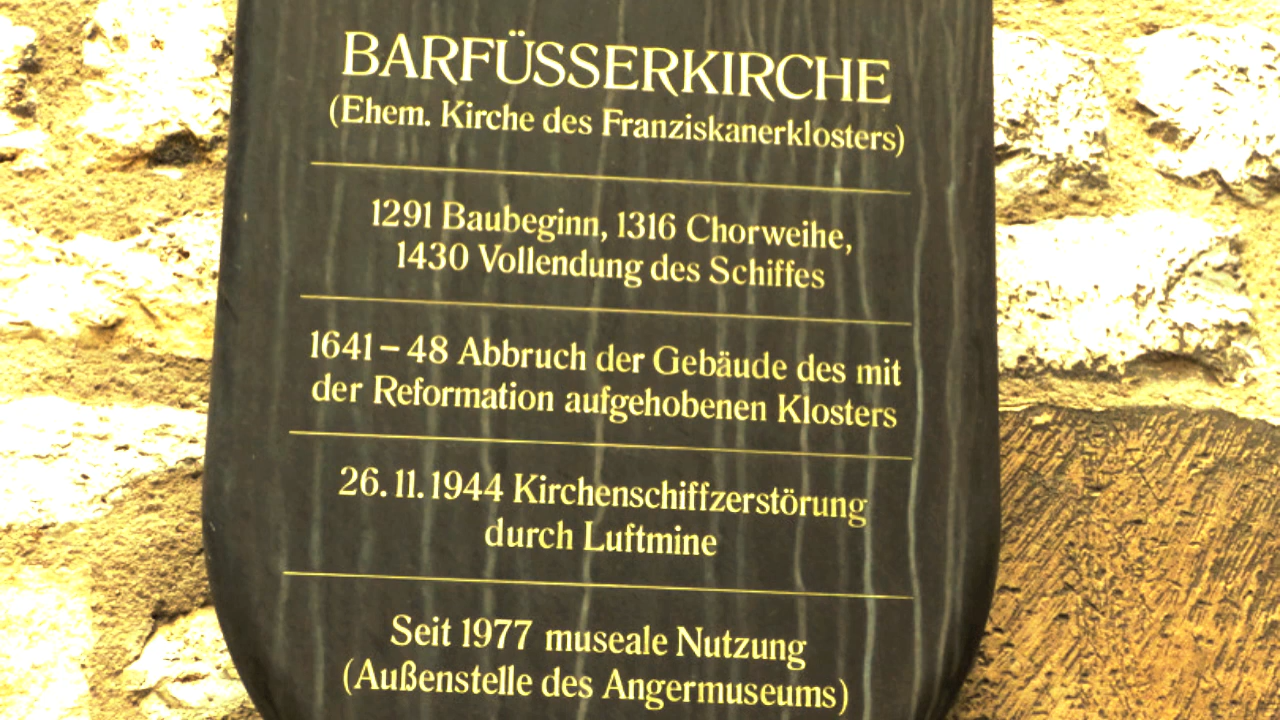 BARFÜSSERKIRCHE
(Ehem. Kirche des Franziskanerklosters)
1291 Baubeginn, 1316 Chorweihe,
1430 Vollendung des Schiffes
1641 – 48 Abbruch der Gebäude des mit
der Reformation aufgehobenen Klosters
26. 11. 1944 Kirchenschiffzerstörung
durch Luftmine
Seit 1977 museale Nutzung
(Außenstelle des Angermuseums)